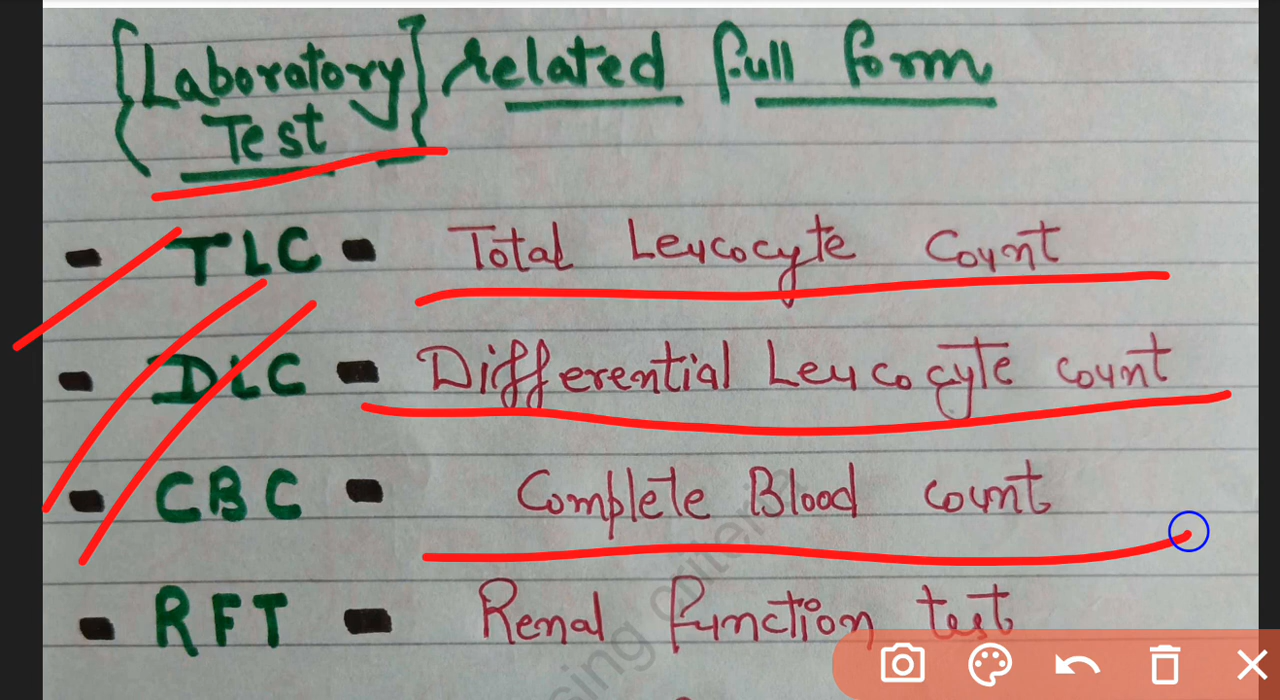 {Laboratory} related full form
Test
- TLC - Total Leucocyte Count
- DLC - Differential Leucocyte count
- CBC - Complete Blood count
- RFT - Renal function test